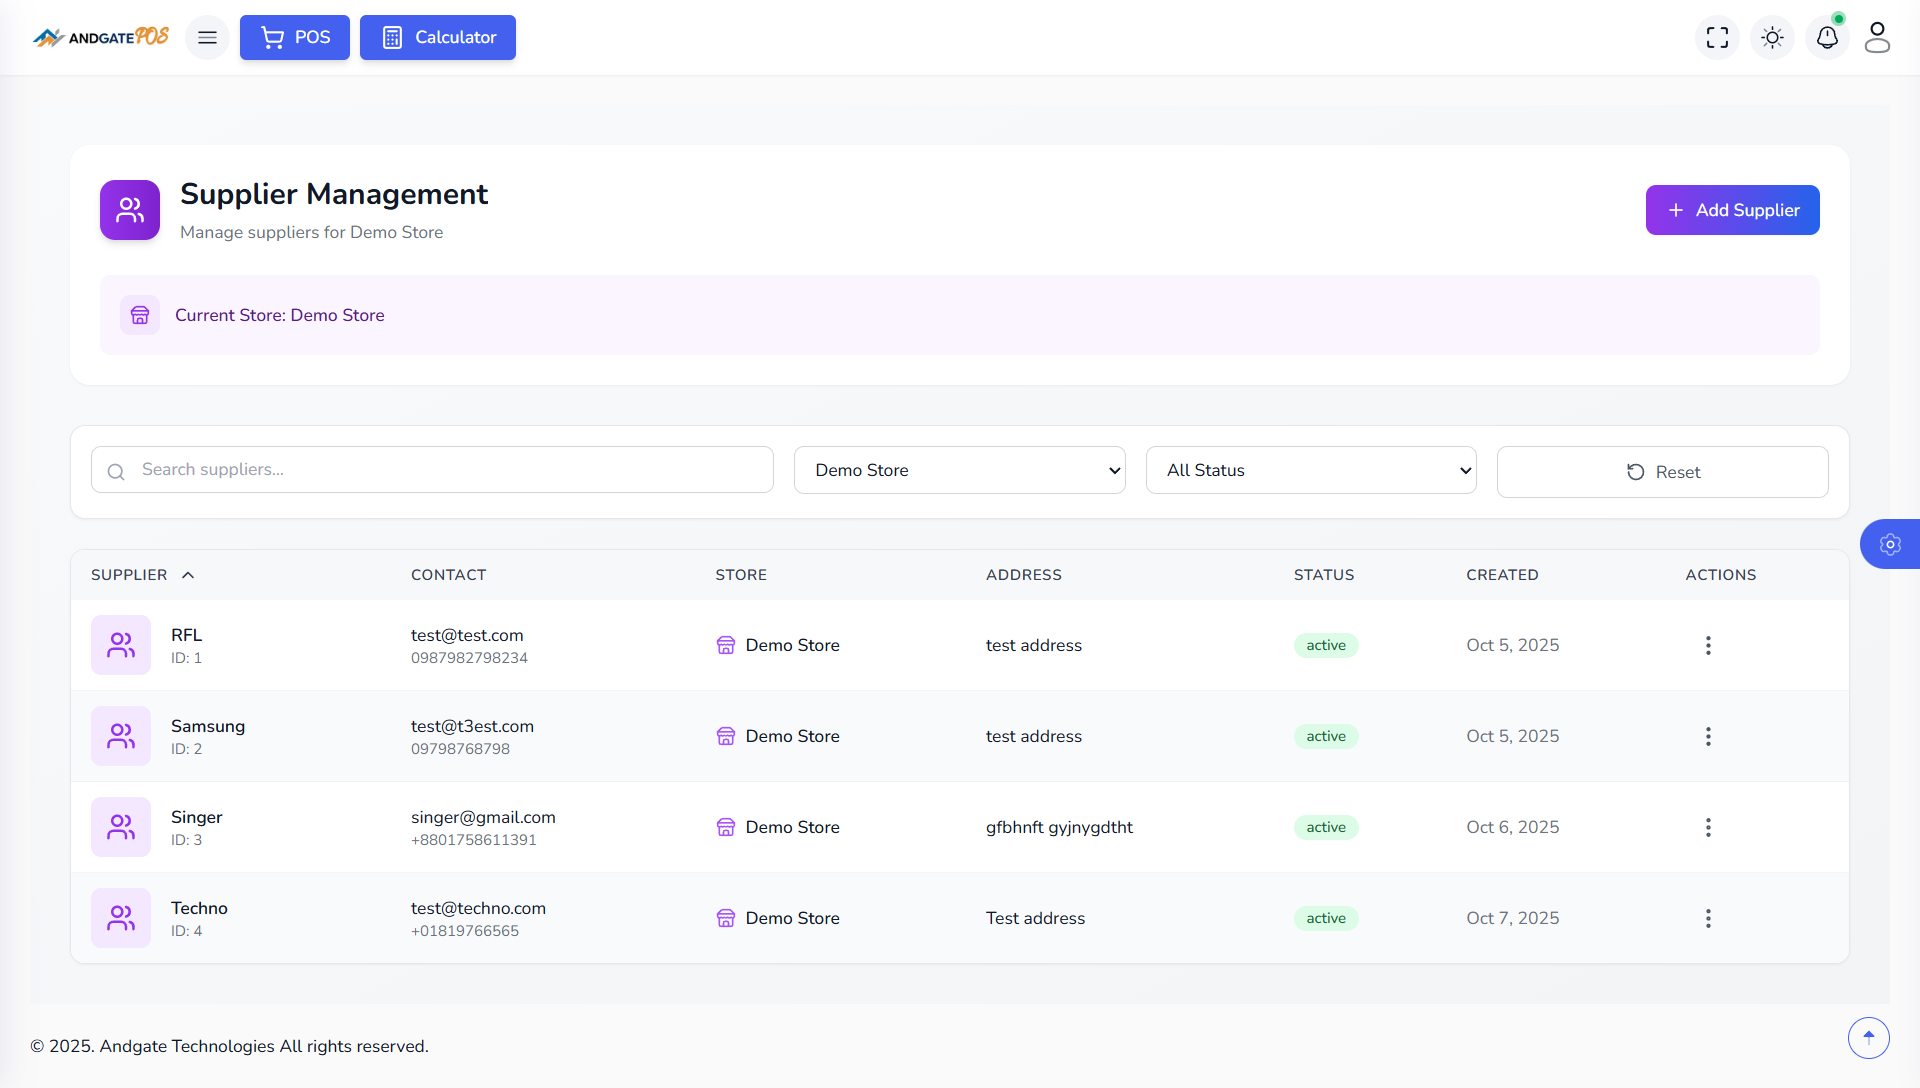 ANDGATE POS
POS
Calculator
Supplier Management
Manage suppliers for Demo Store
Add Supplier
Current Store: Demo Store
Search suppliers...
Demo Store
All Status
Reset
SUPPLIER CONTACT STORE ADDRESS STATUS CREATED ACTIONS
RFL test@test.com Demo Store test address active Oct 5, 2025
ID: 1 0987982798234
Samsung test@t3est.com Demo Store test address active Oct 5, 2025
ID: 2 09798768798
Singer singer@gmail.com Demo Store gfbhnft gyjnygdtht active Oct 6, 2025
ID: 3 +8801758611391
Techno test@techno.com Demo Store Test address active Oct 7, 2025
ID: 4 +01819766565
© 2025. Andgate Technologies All rights reserved.